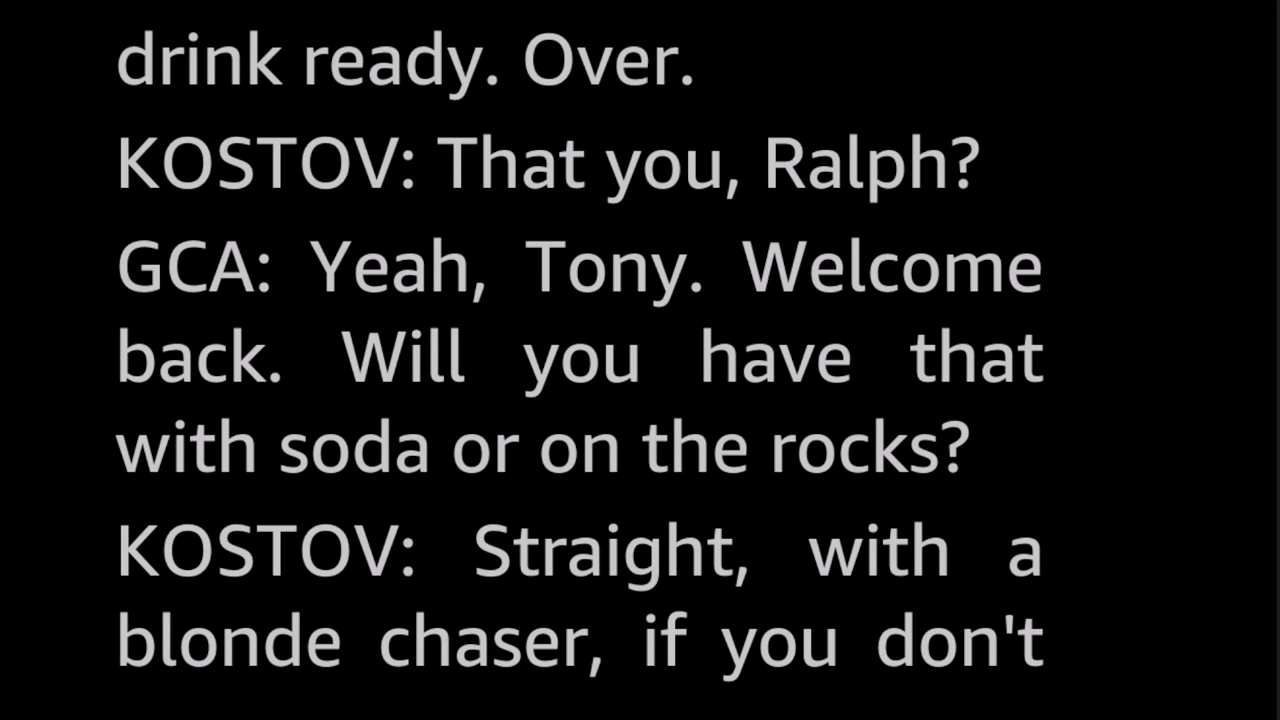 drink ready. Over.
KOSTOV: That you, Ralph?
GCA: Yeah, Tony. Welcome
back. Will you have that
with soda or on the rocks?
KOSTOV: Straight, with a
blonde chaser, if you don't